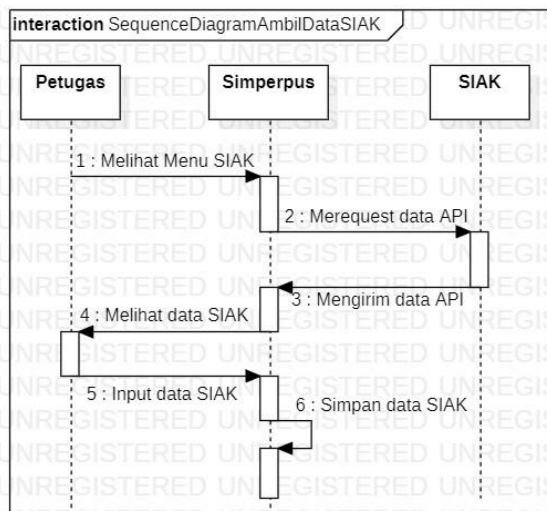 interaction SequenceDiagramAmbilDataSIAK
Petugas
Simperpus
SIAK
1 : Melihat Menu SIAK
2 : Merequest data API
3 : Mengirim data API
4 : Melihat data SIAK
5 : Input data SIAK
6 : Simpan data SIAK
UNREGISTERED